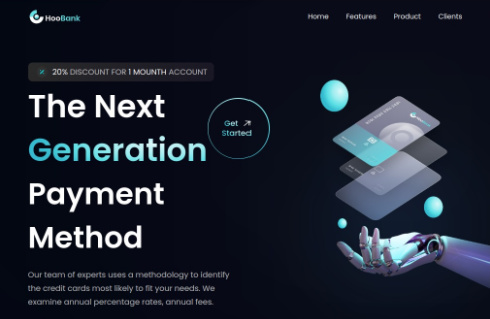 HooBank
Home Features Product Clients
20% DISCOUNT FOR 1 MOUNTH ACCOUNT
The Next
Generation
Payment
Method
Get
Started
Our team of experts uses a methodology to identify
the credit cards most likely to fit your needs. We
examine annual percentage rates, annual fees.